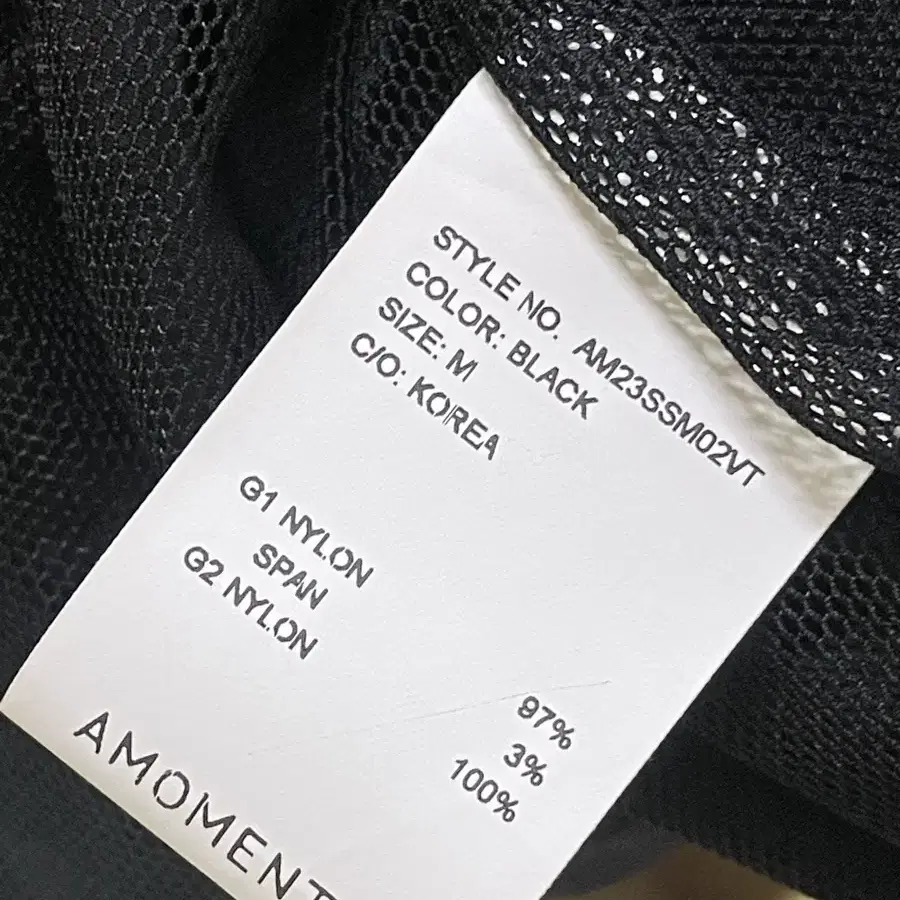 STYLE NO. AM23SSM02VT
COLOR: BLACK
SIZE: M
C/O: KOREA
G1 NYLON 97%
SPAN 3%
G2 NYLON 100%
AMOMENT